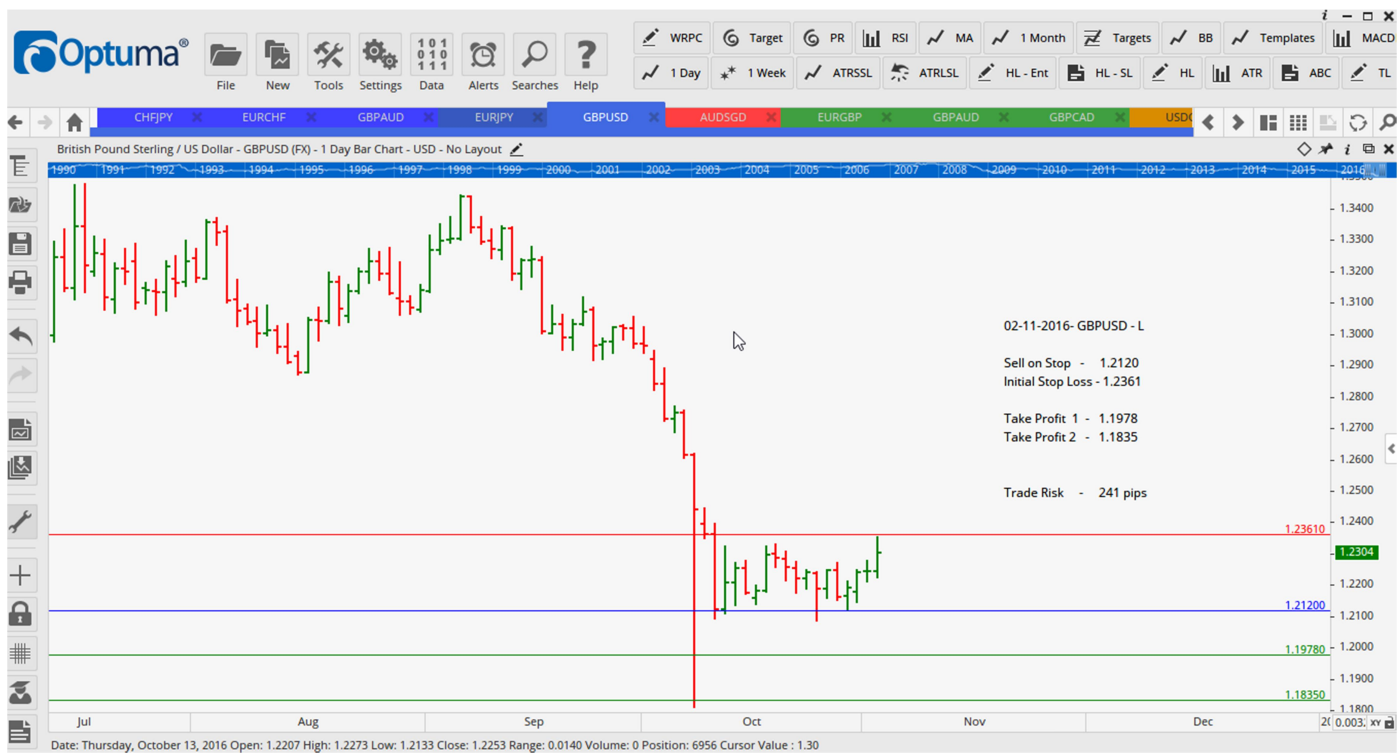 Optuma®
File
New
Tools
Settings
Data
Alerts
Searches
Help
WRPC Target PR RSI MA 1 Month Targets BB Templates MACD
1 Day 1 Week ATRSSL ATRLSL HL - Ent HL - SL HL ATR ABC TL
CHFJPY EURCHF GBPAUD EURJPY GBPUSD AUDSGD EURGBP GBPAUD GBPCAD
British Pound Sterling / US Dollar - GBPUSD (FX) - 1 Day Bar Chart - USD - No Layout
1990 1991 1992 1993 1994 1995 1996 1997 1998 1999 2000 2001 2002 2003 2004 2005 2006 2007 2008 2009 2010 2011 2012 2013 2014 2015 2016
1.3400
1.3300
1.3200
1.3100
1.3000
1.2900
1.2800
1.2700
1.2600
1.2500
1.2400
1.2304
1.2200
1.2100
1.2000
1.1900
1.1800
02-11-2016- GBPUSD - L
Sell on Stop - 1.2120
Initial Stop Loss - 1.2361
Take Profit 1 - 1.1978
Take Profit 2 - 1.1835
Trade Risk - 241 pips
1.23610
1.21200
1.19780
1.18350
Jul Aug Sep Oct Nov Dec
0.003. XY
Date: Thursday, October 13, 2016 Open: 1.2207 High: 1.2273 Low: 1.2133 Close: 1.2253 Range: 0.0140 Volume: 0 Position: 6956 Cursor Value : 1.30